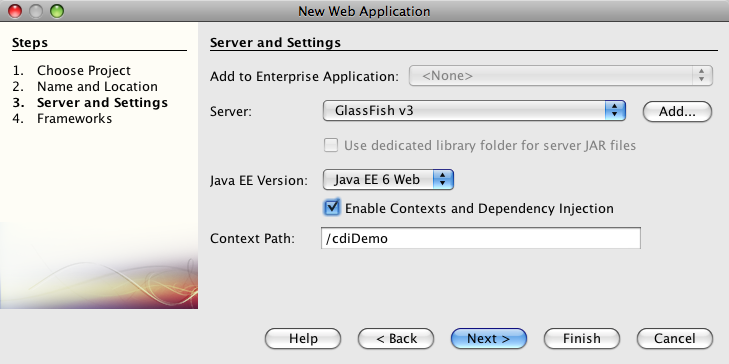 New Web Application
Steps
1. Choose Project
2. Name and Location
3. Server and Settings
4. Frameworks
Server and Settings
Add to Enterprise Application: <None>
Server: GlassFish v3 Add...
Use dedicated library folder for server JAR files
Java EE Version: Java EE 6 Web
Enable Contexts and Dependency Injection
Context Path: /cdiDemo
Help < Back Next > Finish Cancel